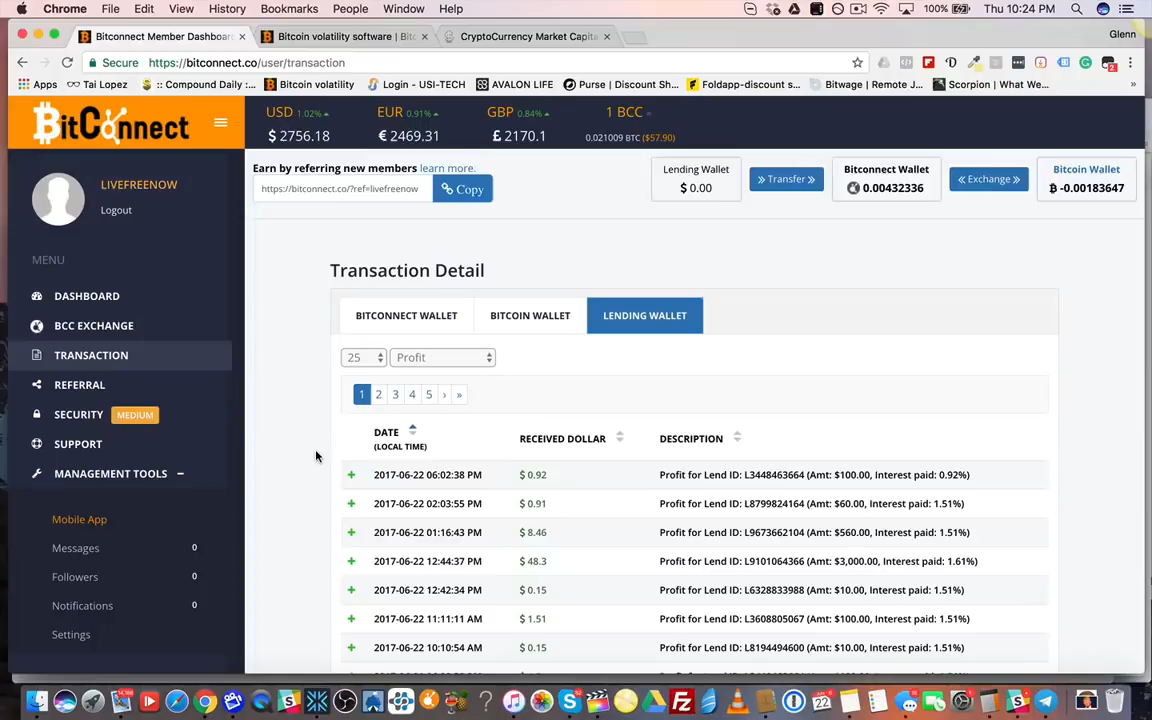 Chrome File Edit View History Bookmarks People Window Help 100% Thu 10:24 PM
Bitconnect Member Dashboar Bitcoin volatility software | Bitc CryptoCurrency Market Capita Glenn
Secure https://bitconnect.co/user/transaction
Apps Tai Lopez :: Compound Daily :... Bitcoin volatility Login - USI-TECH AVALON LIFE Purse | Discount Sh... Foldapp-discount s... Bitwage | Remote J... Scorpion | What We...
BitConnect
USD 1.02% EUR 0.91% GBP 0.84% 1 BCC =
$ 2756.18 € 2469.31 £ 2170.1 0.021009 BTC ($57.90)
Earn by referring new members learn more.
https://bitconnect.co/?ref=livefreenow Copy
Lending Wallet
$ 0.00
Transfer
Bitconnect Wallet
0.00432336
Exchange
Bitcoin Wallet
-0.00183647
LIVEFREENOW
Logout
MENU
DASHBOARD
BCC EXCHANGE
TRANSACTION
REFERRAL
SECURITY MEDIUM
SUPPORT
MANAGEMENT TOOLS
Mobile App
Messages 0
Followers 0
Notifications 0
Settings
Transaction Detail
BITCONNECT WALLET BITCOIN WALLET LENDING WALLET
25 Profit
1 2 3 4 5 › »
DATE (LOCAL TIME) RECEIVED DOLLAR DESCRIPTION
2017-06-22 06:02:38 PM $ 0.92 Profit for Lend ID: L3448463664 (Amt: $100.00, Interest paid: 0.92%)
2017-06-22 02:03:55 PM $ 0.91 Profit for Lend ID: L8799824164 (Amt: $60.00, Interest paid: 1.51%)
2017-06-22 01:16:43 PM $ 8.46 Profit for Lend ID: L9673662104 (Amt: $560.00, Interest paid: 1.51%)
2017-06-22 12:44:37 PM $ 48.3 Profit for Lend ID: L9101064366 (Amt: $3,000.00, Interest paid: 1.61%)
2017-06-22 12:42:34 PM $ 0.15 Profit for Lend ID: L6328833988 (Amt: $10.00, Interest paid: 1.51%)
2017-06-22 11:11:11 AM $ 1.51 Profit for Lend ID: L3608805067 (Amt: $100.00, Interest paid: 1.51%)
2017-06-22 10:10:54 AM $ 0.15 Profit for Lend ID: L8194494600 (Amt: $10.00, Interest paid: 1.51%)